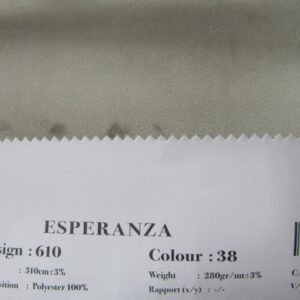 ESPERANZA
sign : 610 Colour : 38
: 310cm±3% Weight : 280gr/mt±3%
sition : Polyester 100% Rapport (x/y) : -/-